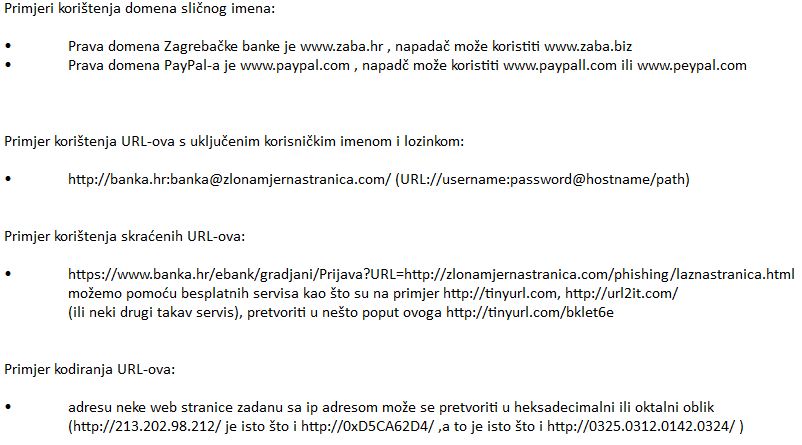 Primjeri korištenja domena sličnog imena:
• Prava domena Zagrebačke banke je www.zaba.hr , napadač može koristiti www.zaba.biz
• Prava domena PayPal-a je www.paypal.com , napadč može koristiti www.paypall.com ili www.peypal.com
Primjer korištenja URL-ova s uključenim korisničkim imenom i lozinkom:
• http://banka.hr:banka@zlonamjernastranica.com/ (URL://username:password@hostname/path)
Primjer korištenja skraćenih URL-ova:
• https://www.banka.hr/ebank/gradjani/Prijava?URL=http://zlonamjernastranica.com/phishing/laznastranica.html
možemo pomoću besplatnih servisa kao što su na primjer http://tinyurl.com, http://url2it.com/
(ili neki drugi takav servis), pretvoriti u nešto poput ovoga http://tinyurl.com/bklet6e
Primjer kodiranja URL-ova:
• adresu neke web stranice zadanu sa ip adresom može se pretvoriti u heksadecimalni ili oktalni oblik
(http://213.202.98.212/ je isto što i http://0xD5CA62D4/ ,a to je isto što i http://0325.0312.0142.0324/ )